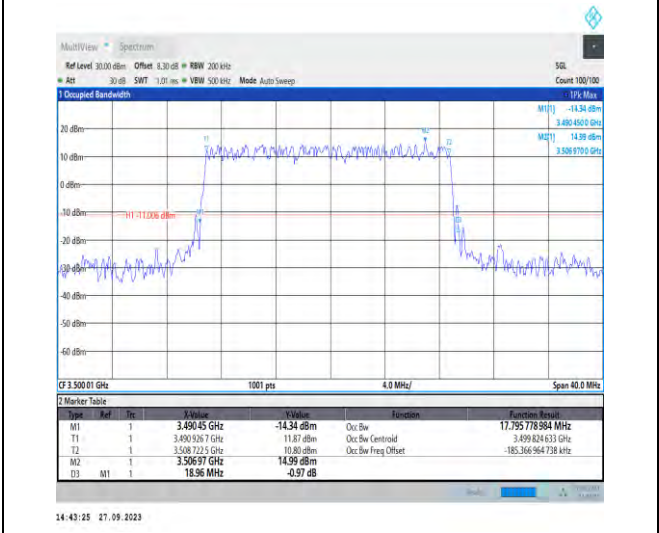 MultiView Spectrum
Ref Level 30.00 dBm Offset 8.30 dB RBW 200 kHz SGL
Att 30 dB SWT 1.01 ms VBW 500 kHz Mode Auto Sweep Count 100/100
1 Occupied Bandwidth 1Pk Max
M1[1] -14.34 dBm
3.490 450 0 GHz
M2[1] 14.99 dBm
3.506 970 0 GHz
20 dBm
10 dBm
0 dBm
-10 dBm
H1 -11.006 dBm
-20 dBm
-30 dBm
-40 dBm
-50 dBm
-60 dBm
T1
M2
T2
M1
D3
CF 3.500 01 GHz 1001 pts 4.0 MHz/ Span 40.0 MHz
2 Marker Table
Type Ref Trc X-Value Y-Value Function Function Result
M1 1 3.490 45 GHz -14.34 dBm Occ Bw 17.795 778 984 MHz
T1 1 3.490 926 7 GHz 11.87 dBm Occ Bw Centroid 3.499 824 633 GHz
T2 1 3.508 722 5 GHz 10.80 dBm Occ Bw Freq Offset -185.366 964 738 kHz
M2 1 3.506 97 GHz 14.99 dBm
D3 M1 1 18.96 MHz -0.97 dB
14:43:25 27.09.2023